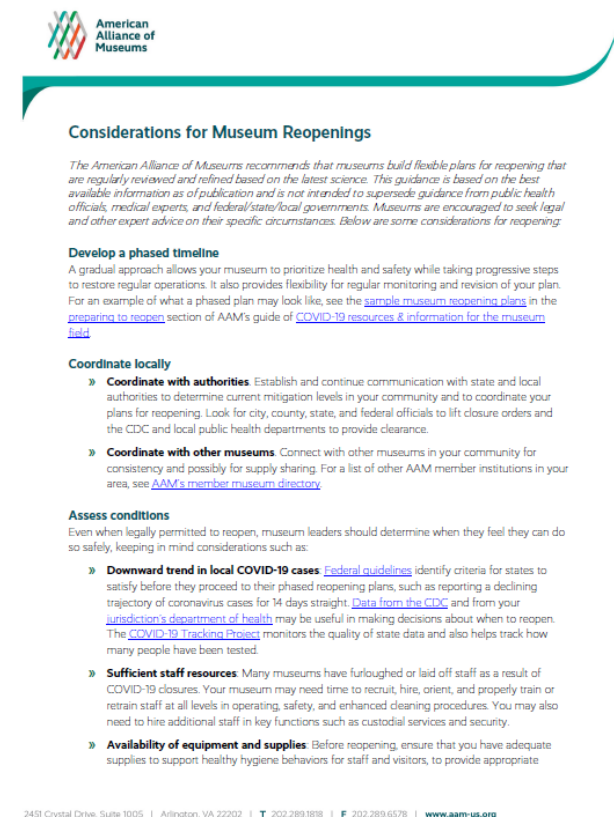 American
Alliance of
Museums
Considerations for Museum Reopenings
The American Alliance of Museums recommends that museums build flexible plans for reopening that
are regularly reviewed and refined based on the latest science. This guidance is based on the best
available information as of publication and is not intended to supersede guidance from public health
officials, medical experts, and federal/state/local governments. Museums are encouraged to seek legal
and other expert advice on their specific circumstances. Below are some considerations for reopening:
Develop a phased timeline
A gradual approach allows your museum to prioritize health and safety while taking progressive steps
to restore regular operations. It also provides flexibility for regular monitoring and revision of your plan.
For an example of what a phased plan may look like, see the sample museum reopening plans in the
preparing to reopen section of AAM's guide of COVID-19 resources & information for the museum
field.
Coordinate locally
» Coordinate with authorities. Establish and continue communication with state and local
authorities to determine current mitigation levels in your community and to coordinate your
plans for reopening. Look for city, county, state, and federal officials to lift closure orders and
the CDC and local public health departments to provide clearance.
» Coordinate with other museums. Connect with other museums in your community for
consistency and possibly for supply sharing. For a list of other AAM member institutions in your
area, see AAM's member museum directory.
Assess conditions
Even when legally permitted to reopen, museum leaders should determine when they feel they can do
so safely, keeping in mind considerations such as:
» Downward trend in local COVID-19 cases: Federal guidelines identify criteria for states to
satisfy before they proceed to their phased reopening plans, such as reporting a declining
trajectory of coronavirus cases for 14 days straight. Data from the CDC and from your
jurisdiction's department of health may be useful in making decisions about when to reopen.
The COVID-19 Tracking Project monitors the quality of state data and also helps track how
many people have been tested.
» Sufficient staff resources: Many museums have furloughed or laid off staff as a result of
COVID-19 closures. Your museum may need time to recruit, hire, orient, and properly train or
retrain staff at all levels in operating, safety, and enhanced cleaning procedures. You may also
need to hire additional staff in key functions such as custodial services and security.
» Availability of equipment and supplies: Before reopening, ensure that you have adequate
supplies to support healthy hygiene behaviors for staff and visitors, to provide appropriate
2451 Crystal Drive, Suite 1005 | Arlington, VA 22202 | T 202.289.1818 | F 202.289.6578 | www.aam-us.org